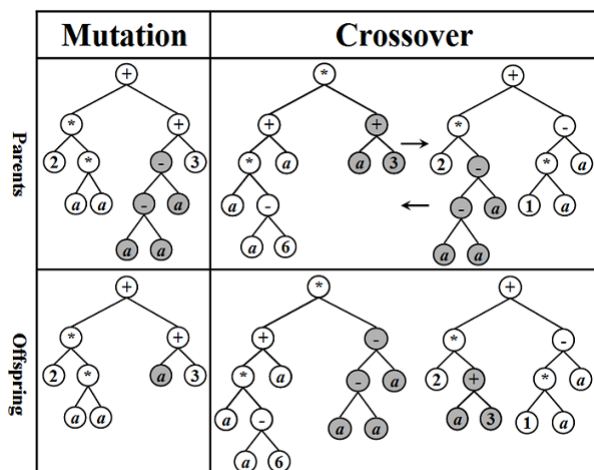 Mutation
Crossover
Parents
+
* +
2 * - 3
a a - a
a a
*
+ +
* a a 3
a -
a 6
+
* -
2 - * a
- a 1 a
a a
Offspring
+
* +
2 * a 3
a a
*
+ -
* a - a
a - a a
a 6
+
* -
2 + * a
a 3 1 a